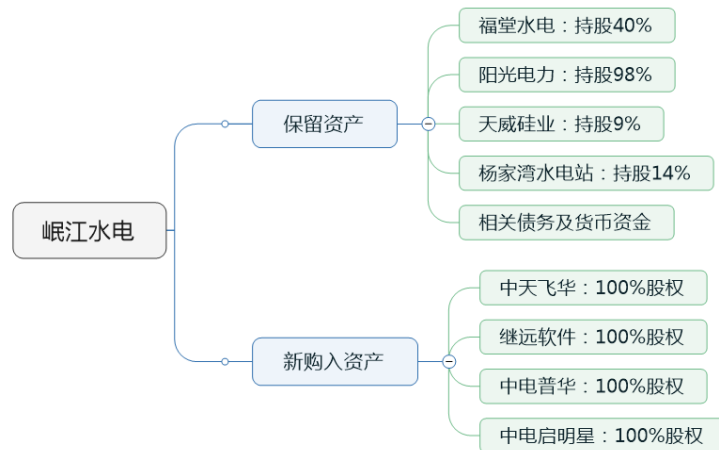 岷江水电
保留资产
福堂水电：持股40%
阳光电力：持股98%
天威硅业：持股9%
杨家湾水电站：持股14%
相关债务及货币资金
新购入资产
中天飞华：100%股权
继远软件：100%股权
中电普华：100%股权
中电启明星：100%股权